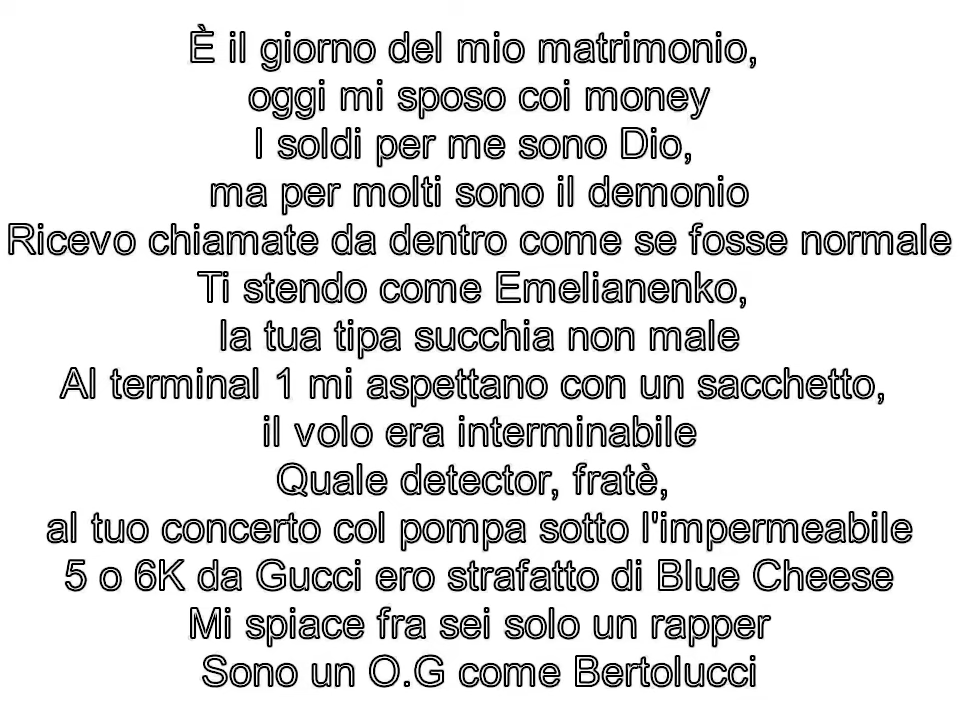 È il giorno del mio matrimonio,
oggi mi sposo coi money
I soldi per me sono Dio,
ma per molti sono il demonio
Ricevo chiamate da dentro come se fosse normale
Ti stendo come Emelianenko,
la tua tipa succhia non male
Al terminal 1 mi aspettano con un sacchetto,
il volo era interminabile
Quale detector, fratè,
al tuo concerto col pompa sotto l'impermeabile
5 o 6K da Gucci ero strafatto di Blue Cheese
Mi spiace fra sei solo un rapper
Sono un O.G come Bertolucci